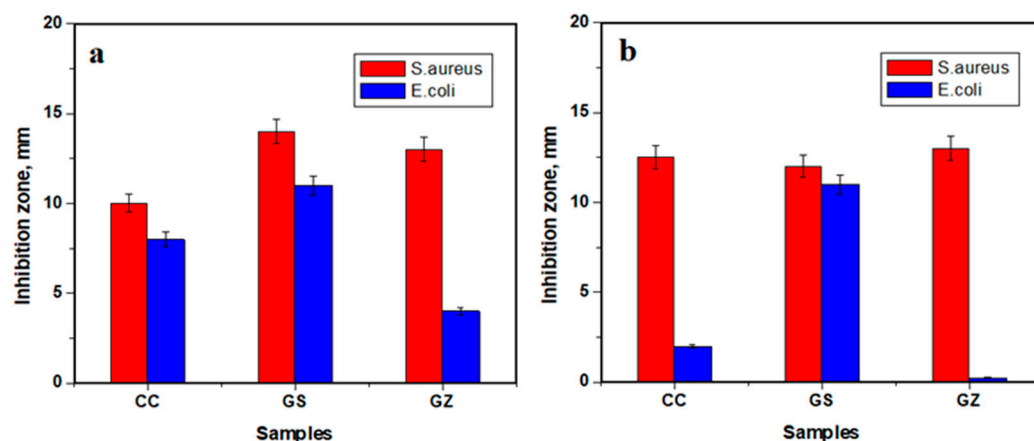 a
S.aureus
E.coli
20
15
10
5
0
Inhibition zone, mm
CC GS GZ
Samples
b
S.aureus
E.coli
20
15
10
5
0
Inhibition zone, mm
CC GS GZ
Samples